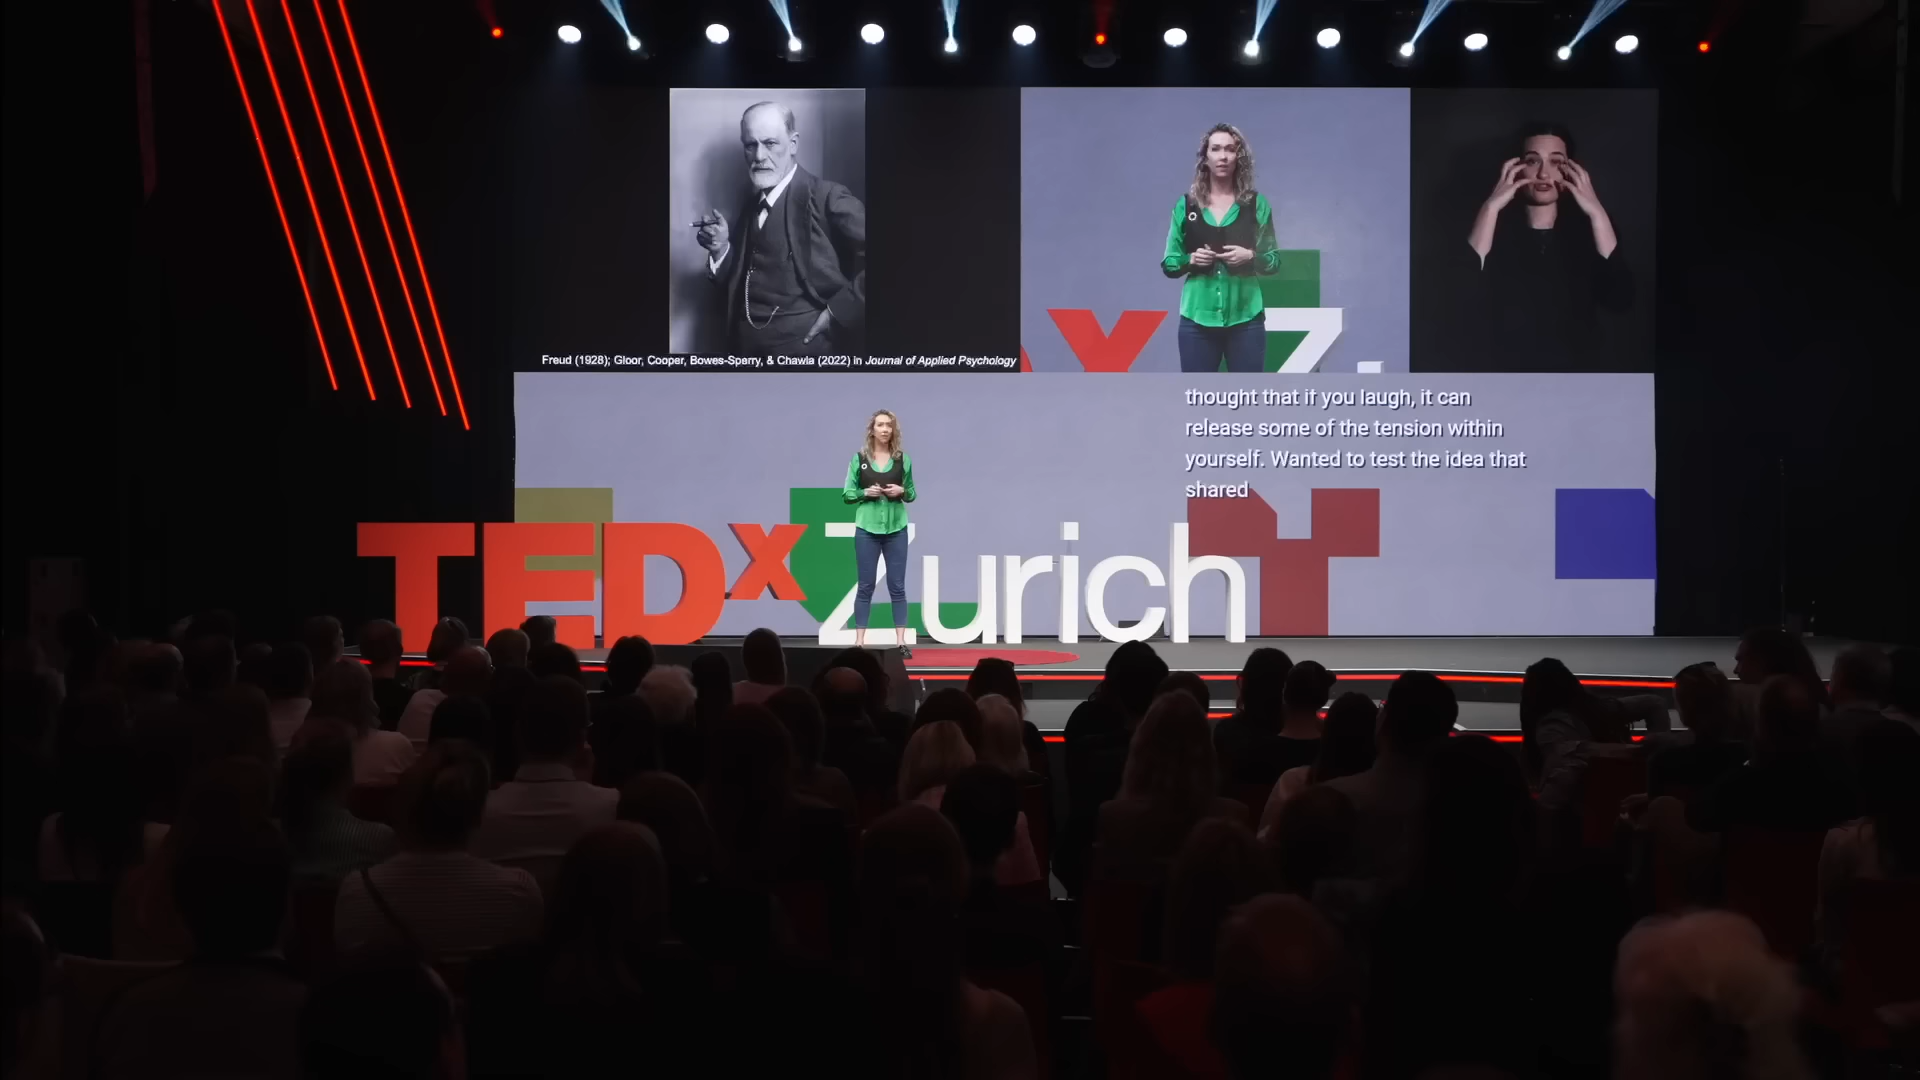 Freud (1928); Gloor, Cooper, Bowes-Sperry, & Chawla (2022) in Journal of Applied Psychology
X Z
thought that if you laugh, it can
release some of the tension within
yourself. Wanted to test the idea that
shared
TEDx Zurich